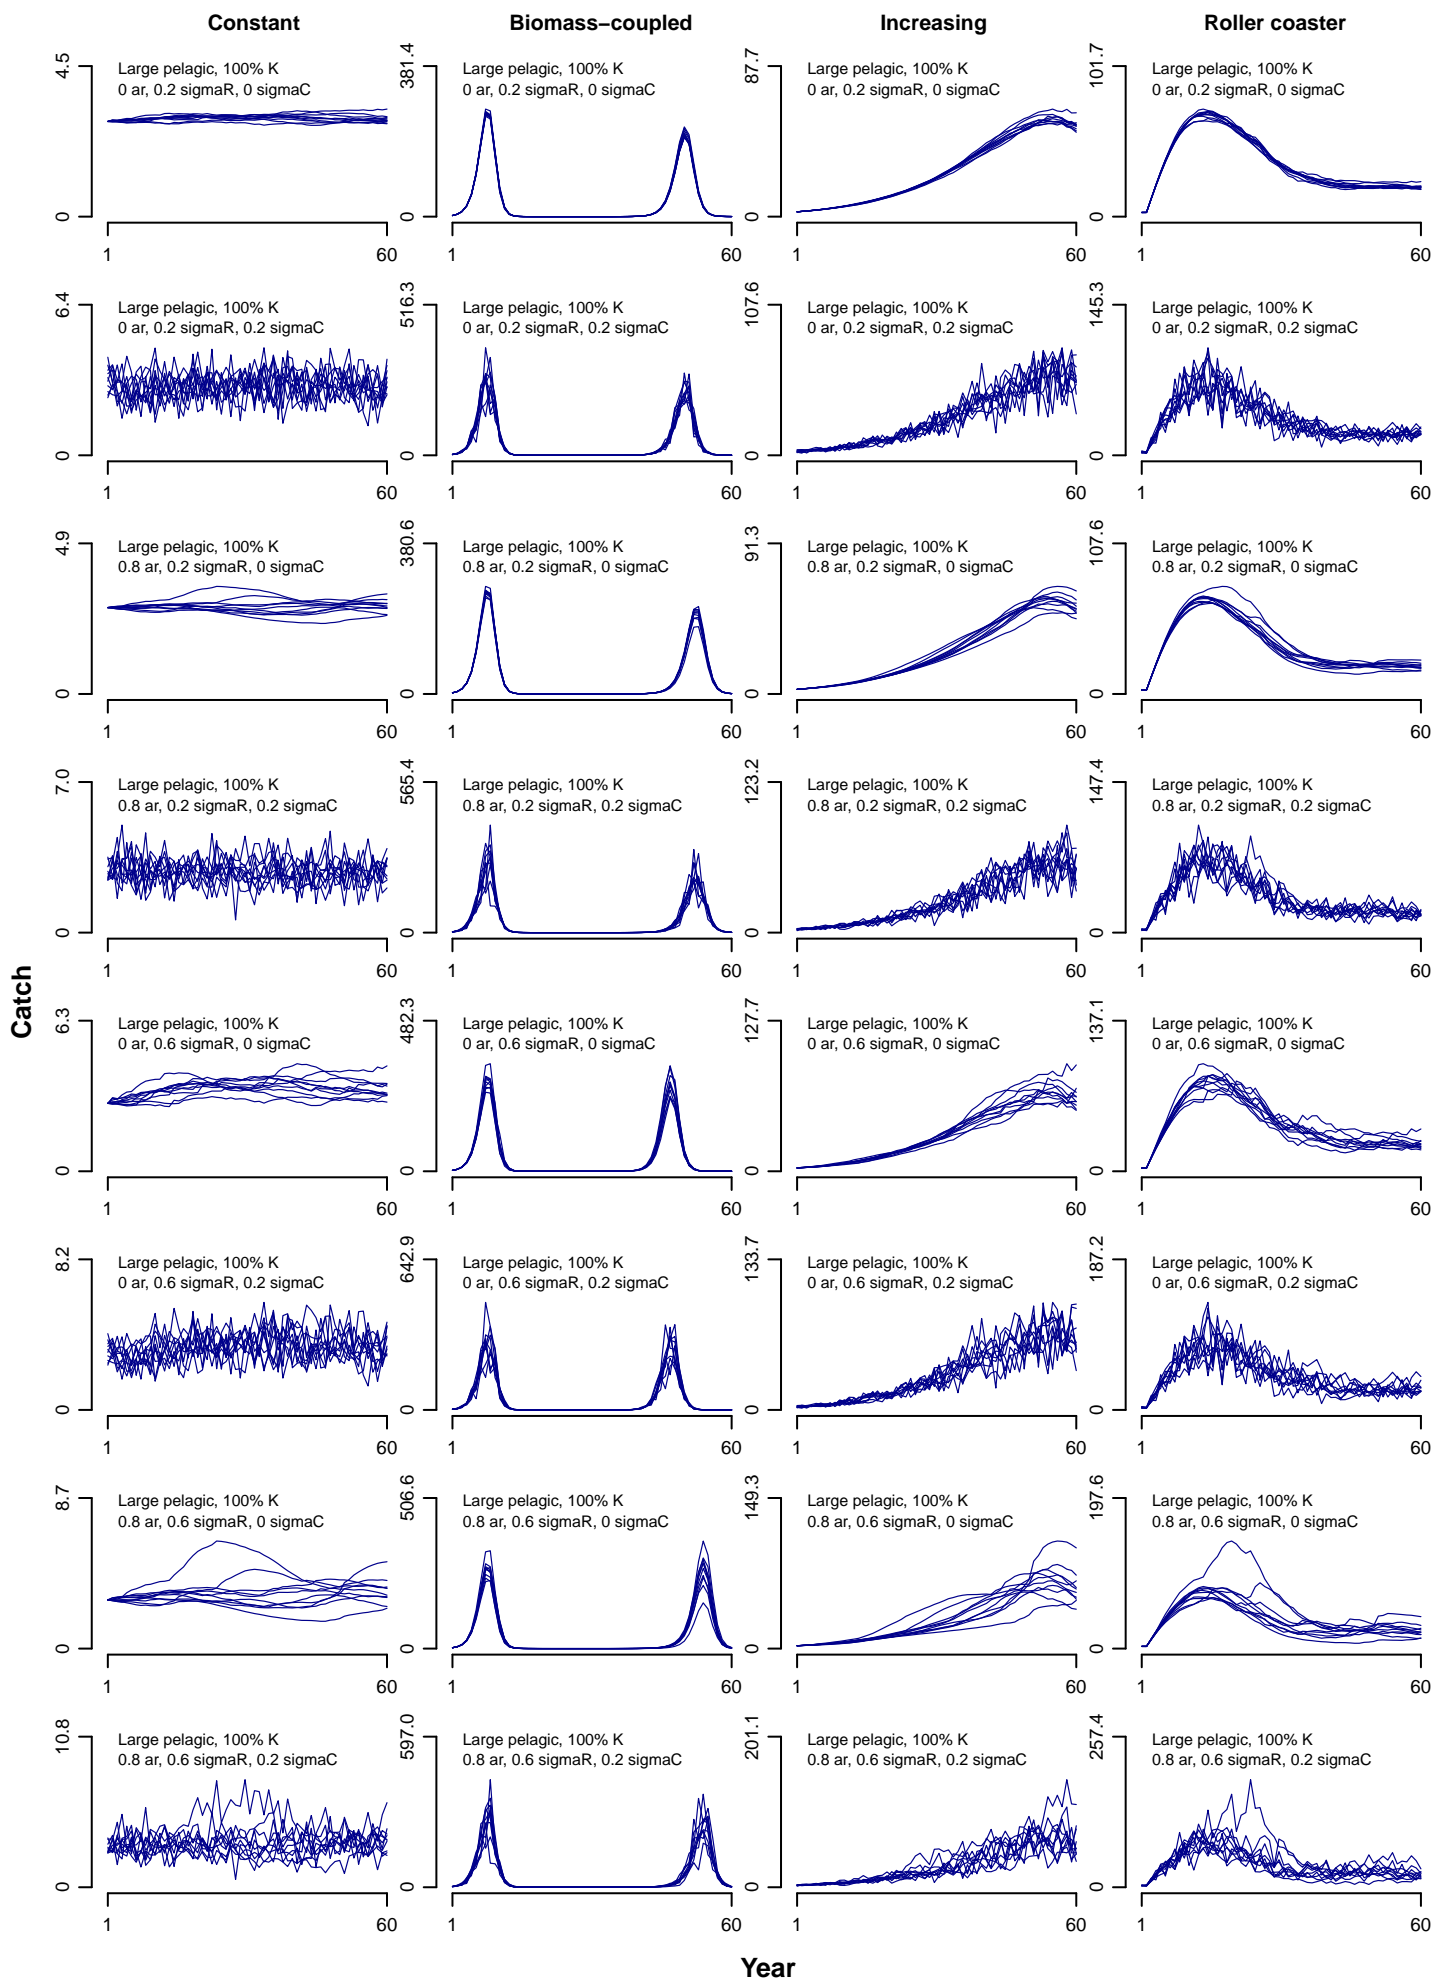 Constant Biomass−coupled Increasing Roller coaster
4.5 0 Large pelagic, 100% K
0 ar, 0.2 sigmaR, 0 sigmaC
1 60
381.4 0 Large pelagic, 100% K
0 ar, 0.2 sigmaR, 0 sigmaC
1 60
87.7 0 Large pelagic, 100% K
0 ar, 0.2 sigmaR, 0 sigmaC
1 60
101.7 0 Large pelagic, 100% K
0 ar, 0.2 sigmaR, 0 sigmaC
1 60
6.4 0 Large pelagic, 100% K
0 ar, 0.2 sigmaR, 0.2 sigmaC
1 60
516.3 0 Large pelagic, 100% K
0 ar, 0.2 sigmaR, 0.2 sigmaC
1 60
107.6 0 Large pelagic, 100% K
0 ar, 0.2 sigmaR, 0.2 sigmaC
1 60
145.3 0 Large pelagic, 100% K
0 ar, 0.2 sigmaR, 0.2 sigmaC
1 60
4.9 0 Large pelagic, 100% K
0.8 ar, 0.2 sigmaR, 0 sigmaC
1 60
380.6 0 Large pelagic, 100% K
0.8 ar, 0.2 sigmaR, 0 sigmaC
1 60
91.3 0 Large pelagic, 100% K
0.8 ar, 0.2 sigmaR, 0 sigmaC
1 60
107.6 0 Large pelagic, 100% K
0.8 ar, 0.2 sigmaR, 0 sigmaC
1 60
7.0 0 Large pelagic, 100% K
0.8 ar, 0.2 sigmaR, 0.2 sigmaC
1 60
565.4 0 Large pelagic, 100% K
0.8 ar, 0.2 sigmaR, 0.2 sigmaC
1 60
123.2 0 Large pelagic, 100% K
0.8 ar, 0.2 sigmaR, 0.2 sigmaC
1 60
147.4 0 Large pelagic, 100% K
0.8 ar, 0.2 sigmaR, 0.2 sigmaC
1 60
Catch
6.3 0 Large pelagic, 100% K
0 ar, 0.6 sigmaR, 0 sigmaC
1 60
482.3 0 Large pelagic, 100% K
0 ar, 0.6 sigmaR, 0 sigmaC
1 60
127.7 0 Large pelagic, 100% K
0 ar, 0.6 sigmaR, 0 sigmaC
1 60
137.1 0 Large pelagic, 100% K
0 ar, 0.6 sigmaR, 0 sigmaC
1 60
8.2 0 Large pelagic, 100% K
0 ar, 0.6 sigmaR, 0.2 sigmaC
1 60
642.9 0 Large pelagic, 100% K
0 ar, 0.6 sigmaR, 0.2 sigmaC
1 60
133.7 0 Large pelagic, 100% K
0 ar, 0.6 sigmaR, 0.2 sigmaC
1 60
187.2 0 Large pelagic, 100% K
0 ar, 0.6 sigmaR, 0.2 sigmaC
1 60
8.7 0 Large pelagic, 100% K
0.8 ar, 0.6 sigmaR, 0 sigmaC
1 60
506.6 0 Large pelagic, 100% K
0.8 ar, 0.6 sigmaR, 0 sigmaC
1 60
149.3 0 Large pelagic, 100% K
0.8 ar, 0.6 sigmaR, 0 sigmaC
1 60
197.6 0 Large pelagic, 100% K
0.8 ar, 0.6 sigmaR, 0 sigmaC
1 60
10.8 0 Large pelagic, 100% K
0.8 ar, 0.6 sigmaR, 0.2 sigmaC
1 60
597.0 0 Large pelagic, 100% K
0.8 ar, 0.6 sigmaR, 0.2 sigmaC
1 60
201.1 0 Large pelagic, 100% K
0.8 ar, 0.6 sigmaR, 0.2 sigmaC
1 60
257.4 0 Large pelagic, 100% K
0.8 ar, 0.6 sigmaR, 0.2 sigmaC
1 60
Year